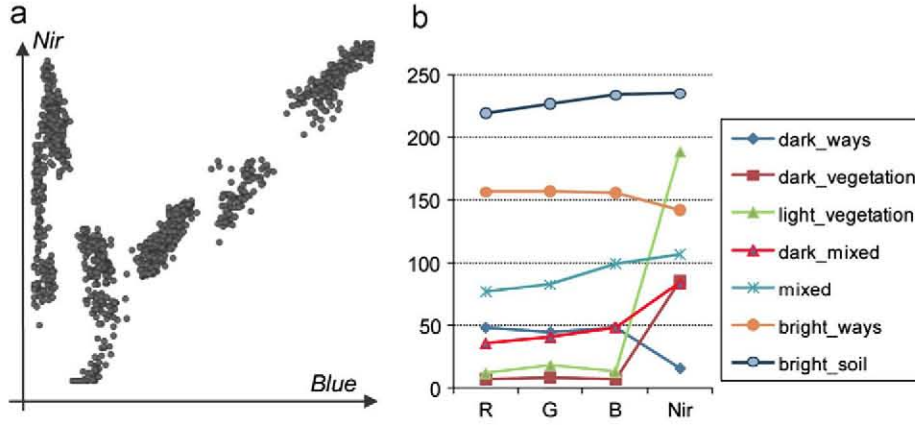 a
Nir
Blue
b
250
200
150
100
50
0
R G B Nir
dark_ways
dark_vegetation
light_vegetation
dark_mixed
mixed
bright_ways
bright_soil